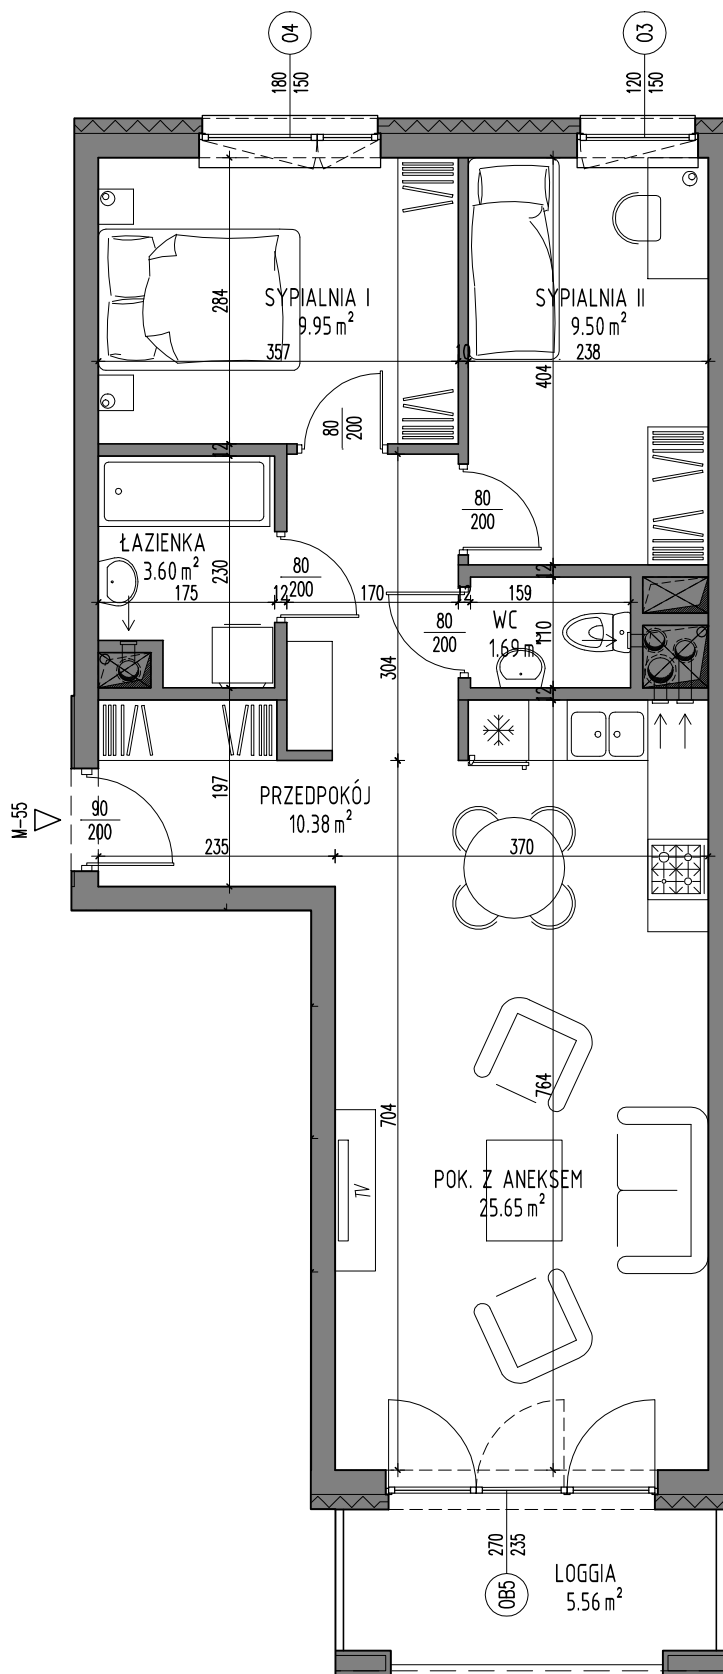 04
03
180
150
120
150
SYPIALNIA I
9.95 m²
SYPIALNIA II
9.50 m²
284
357
10
238
404
80
200
12
80
200
ŁAZIENKA
3.60 m²
230
175
12
80
200
170
12
159
12
80
200
WC
1.69 m²
110
304
12
M-55
90
200
197
PRZEDPOKÓJ
10.38 m²
235
370
704
764
TV
POK. Z ANEKSEM
25.65 m²
270
235
OB5
LOGGIA
5.56 m²